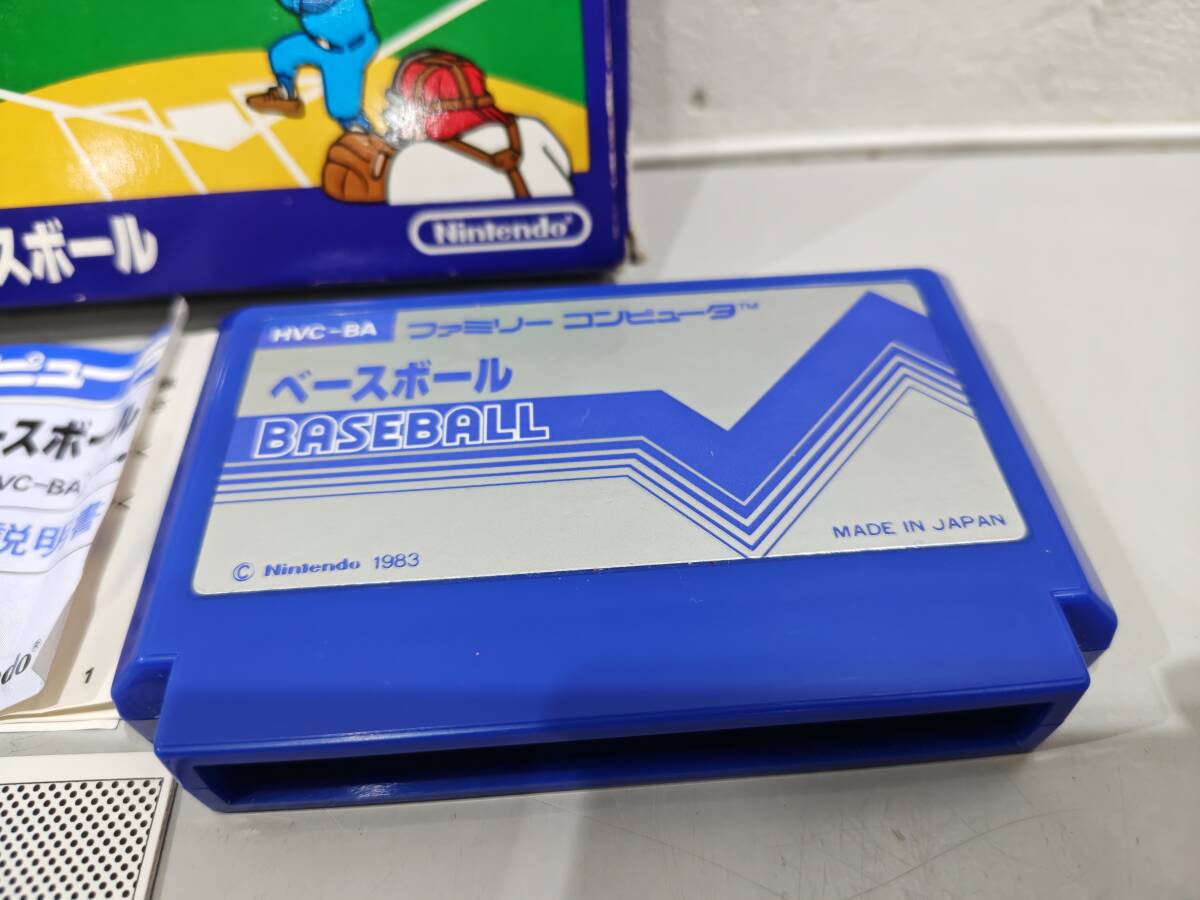 スボール
Nintendo®
HVC-BA ファミリー コンピュータ™
ベースボール
BASEBALL
MADE IN JAPAN
© Nintendo 1983
ピュー
ースボール
VC-BA
説明書
ndo®
1